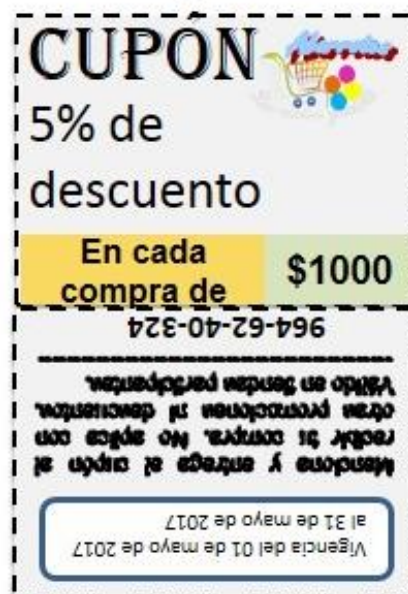 CUPÓN
5% de
descuento
En cada
compra de
$1000
Vigencia del 01 de mayo de 2017
al 31 de mayo de 2017
Menciona y entrega el cupón al
recibir tu compra. No aplica con
otras promociones ni descuentos.
Válido en tiendas participantes.
964-62-40-324